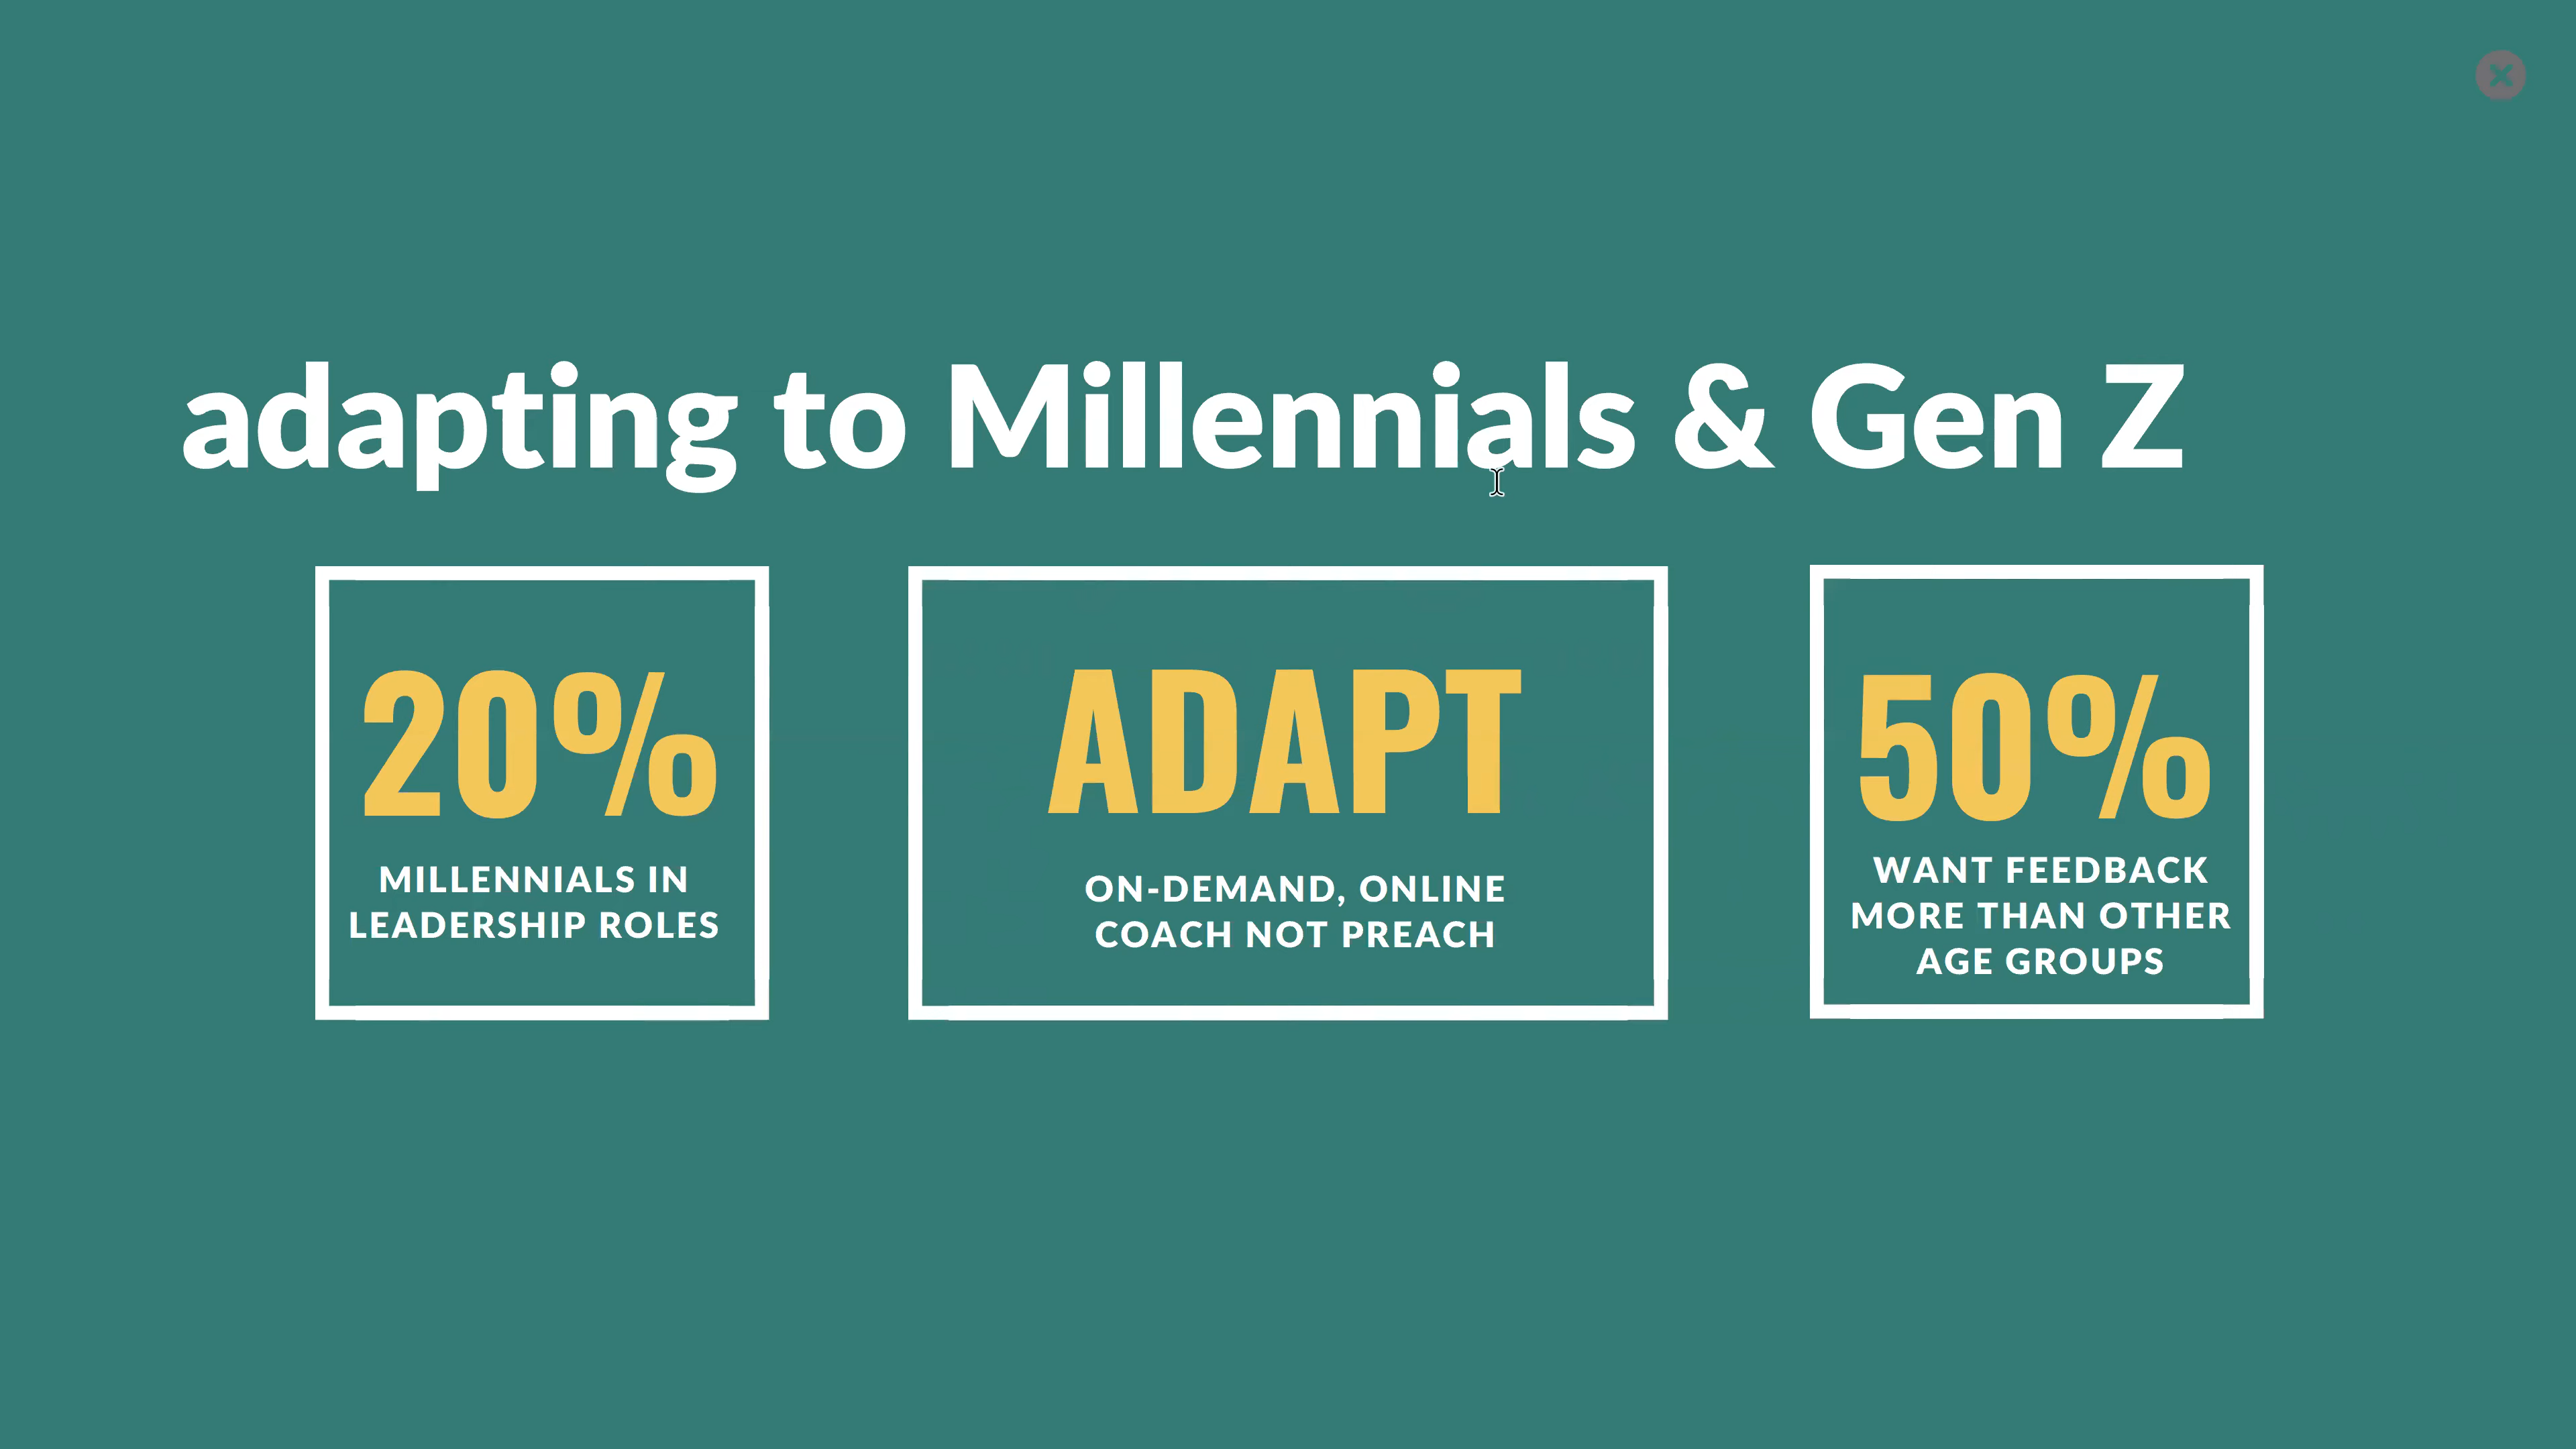 adapting to Millennials & Gen Z
20%
MILLENNIALS IN
LEADERSHIP ROLES
ADAPT
ON-DEMAND, ONLINE
COACH NOT PREACH
50%
WANT FEEDBACK
MORE THAN OTHER
AGE GROUPS